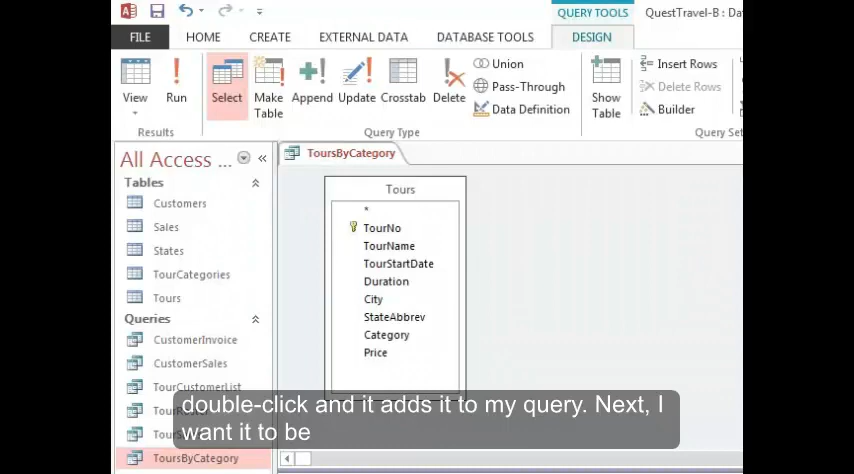 QUERY TOOLS
QuestTravel-B : Da
FILE HOME CREATE EXTERNAL DATA DATABASE TOOLS DESIGN
View
Run
Select
Make Table
Append
Update
Crosstab
Delete
Union
Pass-Through
Data Definition
Show Table
Insert Rows
Delete Rows
Builder
Results
Query Type
Query Set
All Access ...
ToursByCategory
Tables
Customers
Sales
States
TourCategories
Tours
Queries
CustomerInvoice
CustomerSales
TourCustomerList
ToursByCategory
Tours
*
TourNo
TourName
TourStartDate
Duration
City
StateAbbrev
Category
Price
double-click and it adds it to my query. Next, I
want it to be